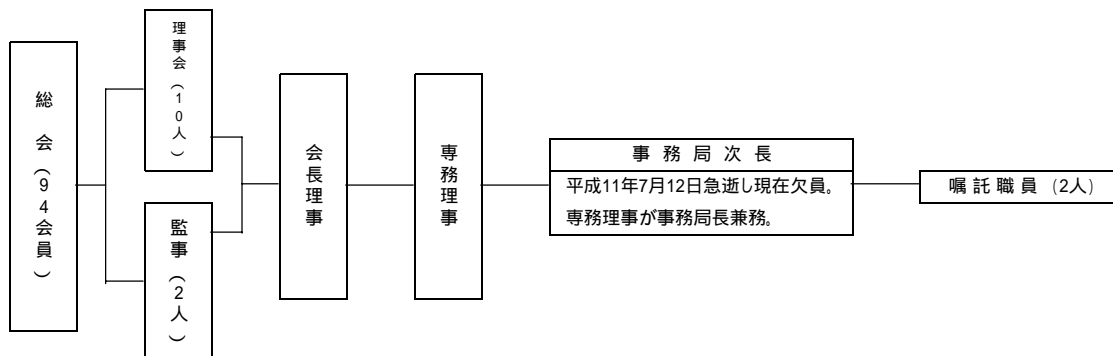 総会(94会員)
理事会(10人)
監事(2人)
会長理事
専務理事
事務局次長
平成11年7月12日急逝し現在欠員。
専務理事が事務局長兼務。
嘱託職員(2人)